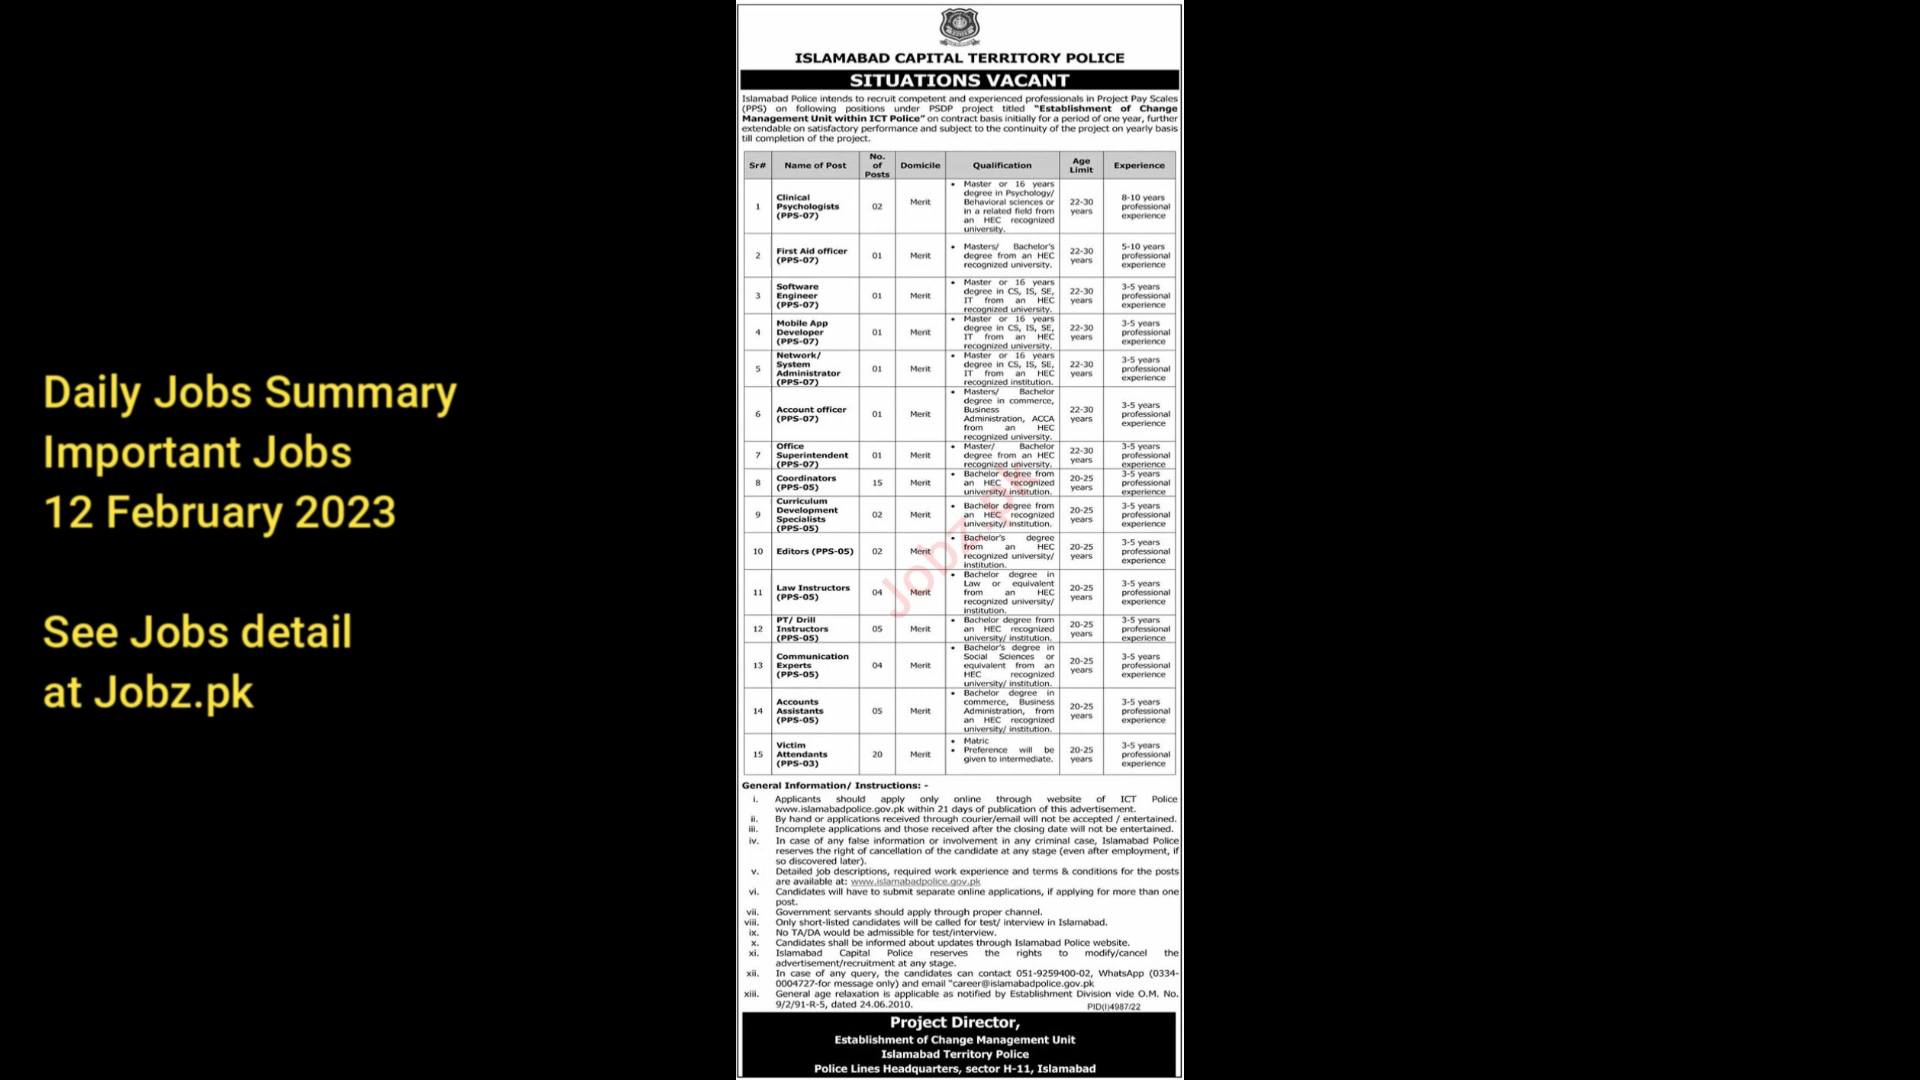 Daily Jobs Summary
Important Jobs
12 February 2023
See Jobs detail
at Jobz.pk
ISLAMABAD CAPITAL TERRITORY POLICE
SITUATIONS VACANT
Islamabad Police intends to recruit competent and experienced professionals in Project Pay Scales
(PPS) on following positions under PSDP project titled "Establishment of Change
Management Unit within ICT Police" on contract basis initially for a period of one year, further
extendable on satisfactory performance and subject to the continuity of the project on yearly basis
till completion of the project.
Sr# Name of Post No. of Posts Domicile Qualification Age Limit Experience
1 Clinical Psychologists (PPS-07) 02 Merit • Master or 16 years degree in Psychology/ Behavioral sciences or in a related field from an HEC recognized university. 22-30 years 8-10 years professional experience
2 First Aid officer (PPS-07) 01 Merit • Masters/ Bachelor's degree from an HEC recognized university. 22-30 years 5-10 years professional experience
3 Software Engineer (PPS-07) 01 Merit • Master or 16 years degree in CS, IS, SE, IT from an HEC recognized university. 22-30 years 3-5 years professional experience
4 Mobile App Developer (PPS-07) 01 Merit • Master or 16 years degree in CS, IS, SE, IT from an HEC recognized university. 22-30 years 3-5 years professional experience
5 Network/ System Administrator (PPS-07) 01 Merit • Master or 16 years degree in CS, IS, SE, IT from an HEC recognized institution. 22-30 years 3-5 years professional experience
6 Account officer (PPS-07) 01 Merit • Masters/ Bachelor degree in commerce, Business Administration, ACCA from an HEC recognized university. 22-30 years 3-5 years professional experience
7 Office Superintendent (PPS-07) 01 Merit • Master/ Bachelor degree from an HEC recognized university. 22-30 years 3-5 years professional experience
8 Coordinators (PPS-05) 15 Merit • Bachelor degree from an HEC recognized university/ institution. 20-25 years 3-5 years professional experience
9 Curriculum Development Specialists (PPS-05) 02 Merit • Bachelor degree from an HEC recognized university/ institution. 20-25 years 3-5 years professional experience
10 Editors (PPS-05) 02 Merit • Bachelor's degree from an HEC recognized university/ institution. 20-25 years 3-5 years professional experience
11 Law Instructors (PPS-05) 04 Merit • Bachelor degree in Law or equivalent from an HEC recognized university/ institution. 20-25 years 3-5 years professional experience
12 PT/ Drill Instructors (PPS-05) 05 Merit • Bachelor degree from an HEC recognized university/ institution. 20-25 years 3-5 years professional experience
13 Communication Experts (PPS-05) 04 Merit • Bachelor's degree in Social Sciences or equivalent from an HEC recognized university/ institution. 20-25 years 3-5 years professional experience
14 Accounts Assistants (PPS-05) 05 Merit • Bachelor degree in commerce, Business Administration, from an HEC recognized university/ institution. 20-25 years 3-5 years professional experience
15 Victim Attendants (PPS-03) 20 Merit • Matric • Preference will be given to intermediate. 20-25 years 3-5 years professional experience
Jobz.pk
General Information/ Instructions: -
i. Applicants should apply only online through website of ICT Police
www.islamabadpolice.gov.pk within 21 days of publication of this advertisement.
ii. By hand or applications received through courier/email will not be accepted / entertained.
iii. Incomplete applications and those received after the closing date will not be entertained.
iv. In case of any false information or involvement in any criminal case, Islamabad Police
reserves the right of cancellation of the candidate at any stage (even after employment, if
so discovered later).
v. Detailed job descriptions, required work experience and terms & conditions for the posts
are available at: www.islamabadpolice.gov.pk
vi. Candidates will have to submit separate online applications, if applying for more than one
post.
vii. Government servants should apply through proper channel.
viii. Only short-listed candidates will be called for test/ interview in Islamabad.
ix. No TA/DA would be admissible for test/interview.
x. Candidates shall be informed about updates through Islamabad Police website.
xi. Islamabad Capital Police reserves the rights to modify/cancel the
advertisement/recruitment at any stage.
xii. In case of any query, the candidates can contact 051-9259400-02, WhatsApp (0334-
0004727-for message only) and email "career@islamabadpolice.gov.pk
xiii. General age relaxation is applicable as notified by Establishment Division vide O.M. No.
9/2/91-R-5, dated 24.06.2010.
PID(I)4987/22
Project Director,
Establishment of Change Management Unit
Islamabad Territory Police
Police Lines Headquarters, sector H-11, Islamabad